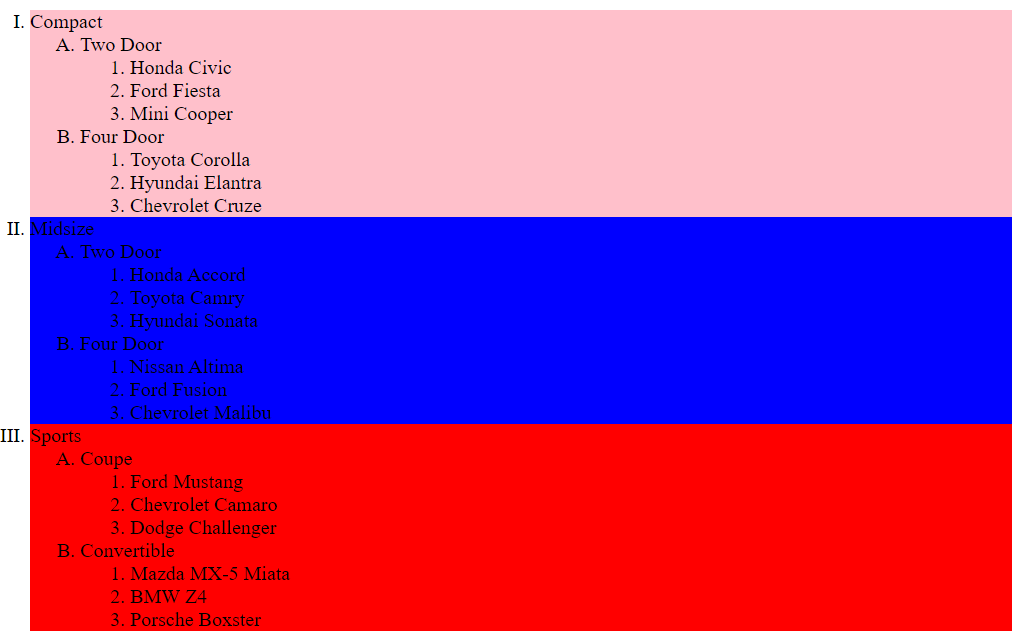 I. Compact
A. Two Door
1. Honda Civic
2. Ford Fiesta
3. Mini Cooper
B. Four Door
1. Toyota Corolla
2. Hyundai Elantra
3. Chevrolet Cruze
II. Midsize
A. Two Door
1. Honda Accord
2. Toyota Camry
3. Hyundai Sonata
B. Four Door
1. Nissan Altima
2. Ford Fusion
3. Chevrolet Malibu
III. Sports
A. Coupe
1. Ford Mustang
2. Chevrolet Camaro
3. Dodge Challenger
B. Convertible
1. Mazda MX-5 Miata
2. BMW Z4
3. Porsche Boxster